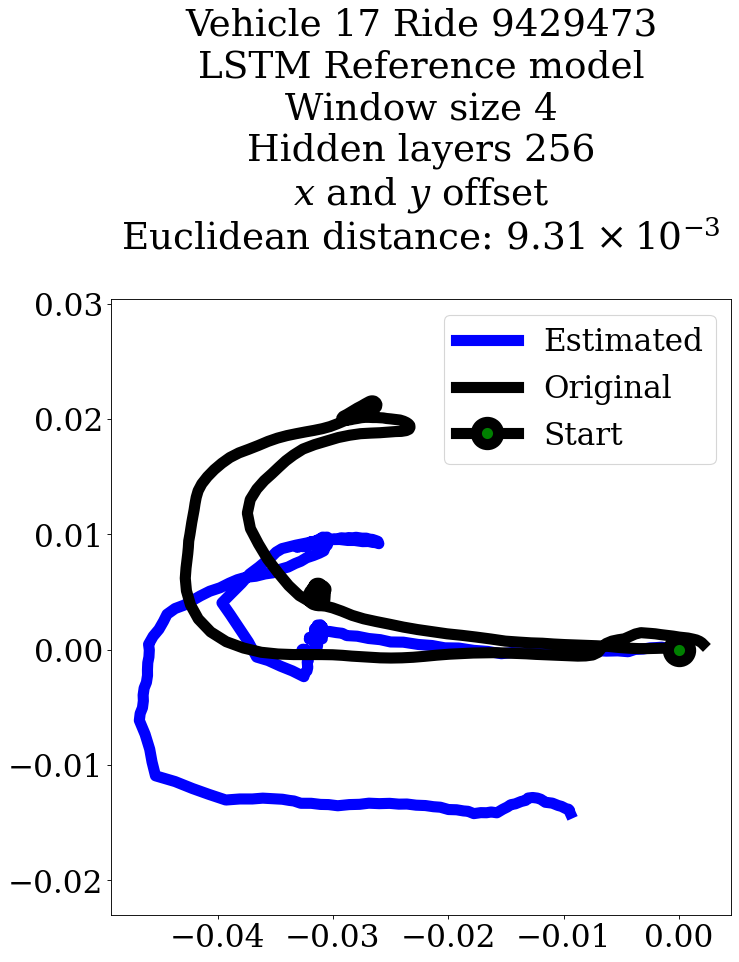 Vehicle 17 Ride 9429473
LSTM Reference model
Window size 4
Hidden layers 256
x and y offset
Euclidean distance: 9.31 × 10⁻³
Estimated
Original
Start
0.03
0.02
0.01
0.00
−0.01
−0.02
−0.04 −0.03 −0.02 −0.01 0.00